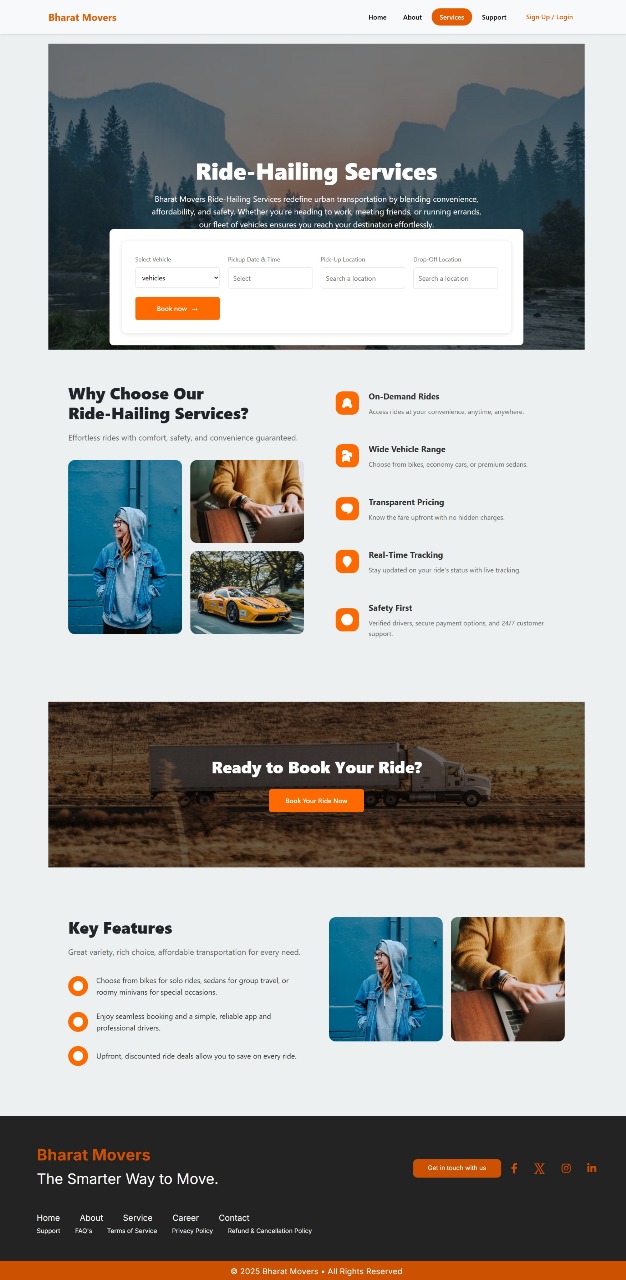 Bharat Movers
Home About Services Support Sign Up / Login
Ride-Hailing Services
Bharat Movers Ride-Hailing Services redefine urban transportation by blending convenience,
affordability, and safety. Whether you're heading to work, meeting friends, or running errands,
our fleet of vehicles ensures you reach your destination effortlessly.
Select Vehicle Pickup Date & Time Pick-Up Location Drop-Off Location
vehicles Select Search a location Search a location
Book now →
Why Choose Our
Ride-Hailing Services?
Effortless rides with comfort, safety, and convenience guaranteed.
On-Demand Rides
Access rides at your convenience, anytime, anywhere.
Wide Vehicle Range
Choose from bikes, economy cars, or premium sedans.
Transparent Pricing
Know the fare upfront with no hidden charges.
Real-Time Tracking
Stay updated on your ride's status with live tracking.
Safety First
Verified drivers, secure payment options, and 24/7 customer
support.
Ready to Book Your Ride?
Book Your Ride Now
Key Features
Great variety, rich choice, affordable transportation for every need.
Choose from bikes for solo rides, sedans for group travel, or
roomy minivans for special occasions.
Enjoy seamless booking and a simple, reliable app and
professional drivers.
Upfront, discounted ride deals allow you to save on every ride.
Bharat Movers
The Smarter Way to Move.
Get in touch with us
Home About Service Career Contact
Support FAQ's Terms of Service Privacy Policy Refund & Cancellation Policy
© 2025 Bharat Movers • All Rights Reserved